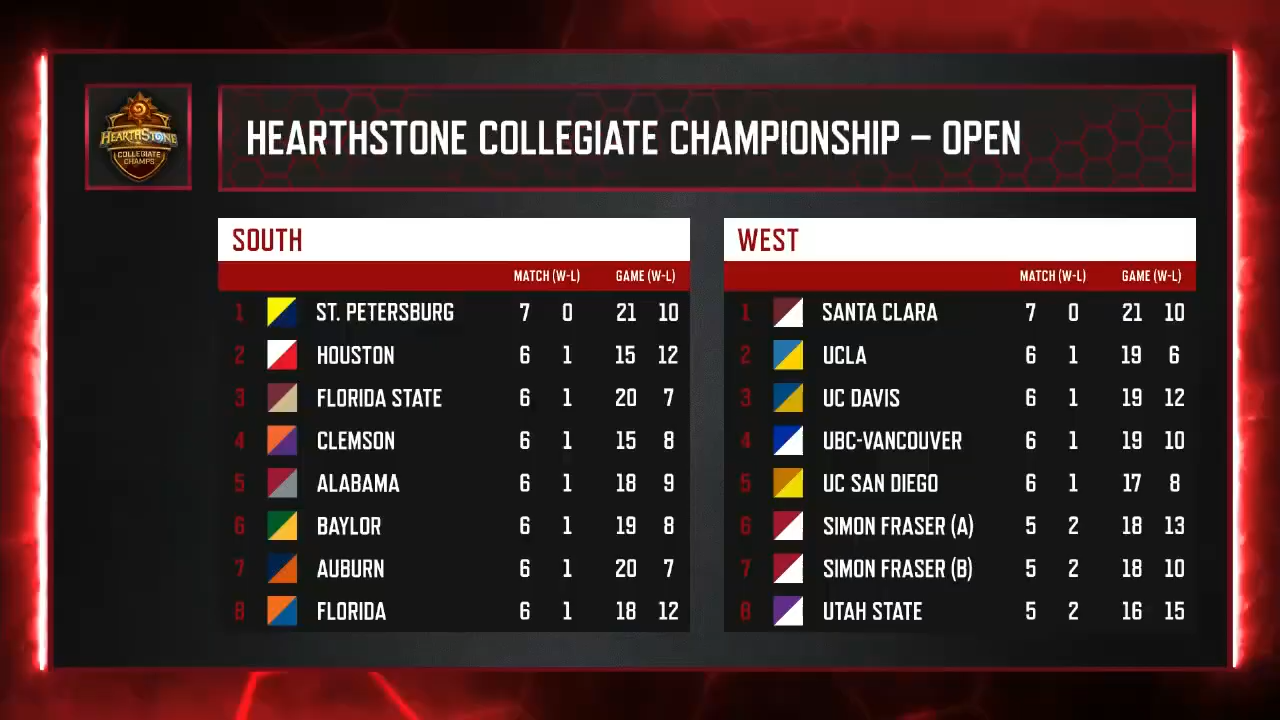 HEARTHSTONE
COLLEGIATE
CHAMPS
HEARTHSTONE COLLEGIATE CHAMPIONSHIP – OPEN
SOUTH
MATCH (W-L) GAME (W-L)
1 ST. PETERSBURG 7 0 21 10
2 HOUSTON 6 1 15 12
3 FLORIDA STATE 6 1 20 7
4 CLEMSON 6 1 15 8
5 ALABAMA 6 1 18 9
6 BAYLOR 6 1 19 8
7 AUBURN 6 1 20 7
8 FLORIDA 6 1 18 12
WEST
MATCH (W-L) GAME (W-L)
1 SANTA CLARA 7 0 21 10
2 UCLA 6 1 19 6
3 UC DAVIS 6 1 19 12
4 UBC-VANCOUVER 6 1 19 10
5 UC SAN DIEGO 6 1 17 8
6 SIMON FRASER (A) 5 2 18 13
7 SIMON FRASER (B) 5 2 18 10
8 UTAH STATE 5 2 16 15